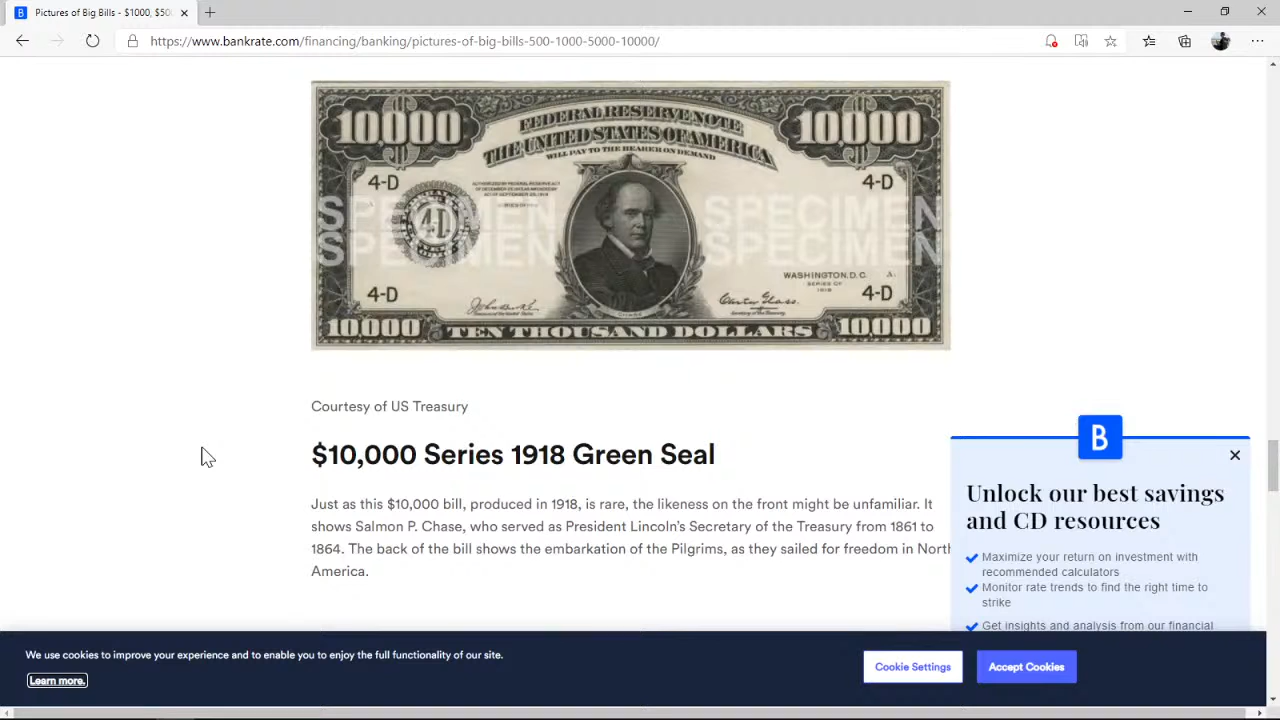 Pictures of Big Bills - $1000, $50
https://www.bankrate.com/financing/banking/pictures-of-big-bills-500-1000-5000-10000/
10000 FEDERAL RESERVE NOTE 10000
THE UNITED STATES OF AMERICA
WILL PAY TO THE BEARER ON DEMAND
4-D 4-D
SPECIMEN SPECIMEN
4-D
SPECIMEN SPECIMEN
WASHINGTON, D.C.
SERIES OF
1918
4-D 4-D
10000 TEN THOUSAND DOLLARS 10000
Courtesy of US Treasury
$10,000 Series 1918 Green Seal
Just as this $10,000 bill, produced in 1918, is rare, the likeness on the front might be unfamiliar. It
shows Salmon P. Chase, who served as President Lincoln's Secretary of the Treasury from 1861 to
1864. The back of the bill shows the embarkation of the Pilgrims, as they sailed for freedom in North
America.
B
Unlock our best savings
and CD resources
Maximize your return on investment with
recommended calculators
Monitor rate trends to find the right time to
strike
Get insights and analysis from our financial
We use cookies to improve your experience and to enable you to enjoy the full functionality of our site.
Learn more.
Cookie Settings
Accept Cookies